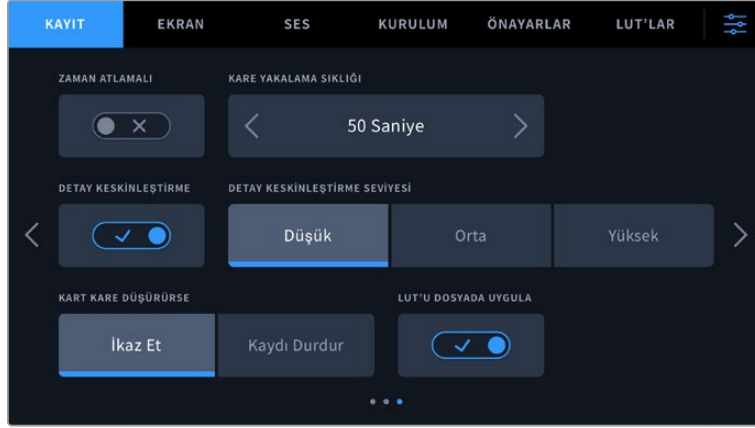 KAYIT EKRAN SES KURULUM ÖNAYARLAR LUT'LAR
ZAMAN ATLAMALI KARE YAKALAMA SIKLIĞI
50 Saniye
DETAY KESKİNLEŞTİRME DETAY KESKİNLEŞTİRME SEVİYESİ
Düşük Orta Yüksek
KART KARE DÜŞÜRÜRSE LUT'U DOSYADA UYGULA
İkaz Et Kaydı Durdur